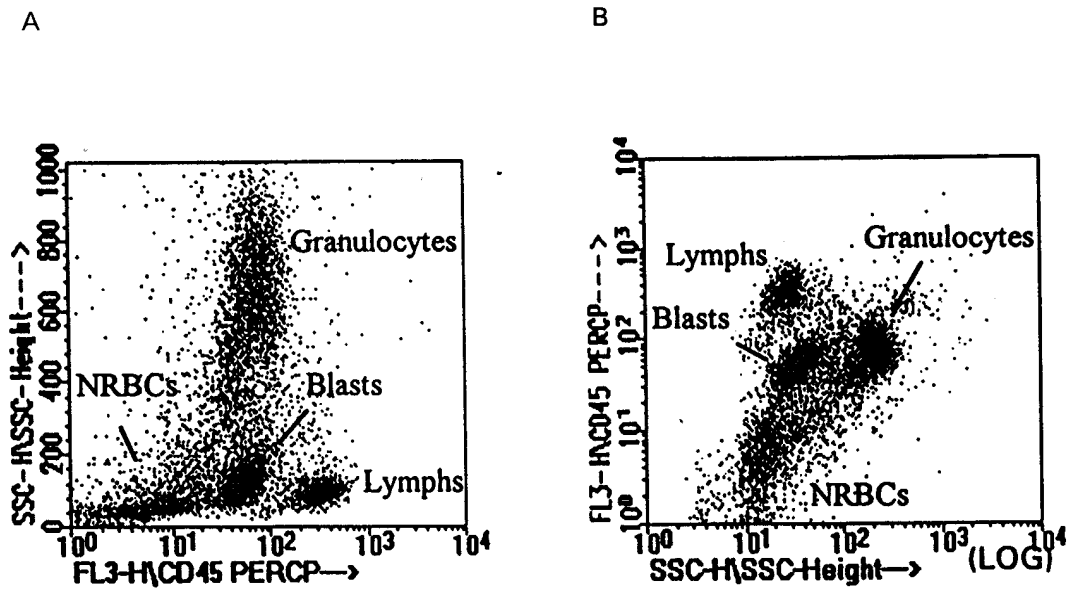 A
B
1000
800
600
400
200
0
SSC-H\SSC-Height---->
Granulocytes
NRBCs
Blasts
Lymphs
10^0 10^1 10^2 10^3 10^4
FL3-H\CD45 PERCP-->
10^4
10^3
10^2
10^1
10^0
FL3-H\CD45 PERCP---->
Granulocytes
Lymphs
Blasts
NRBCs
10^0 10^1 10^2 10^3 10^4
SSC-H\SSC-Height--> (LOG)